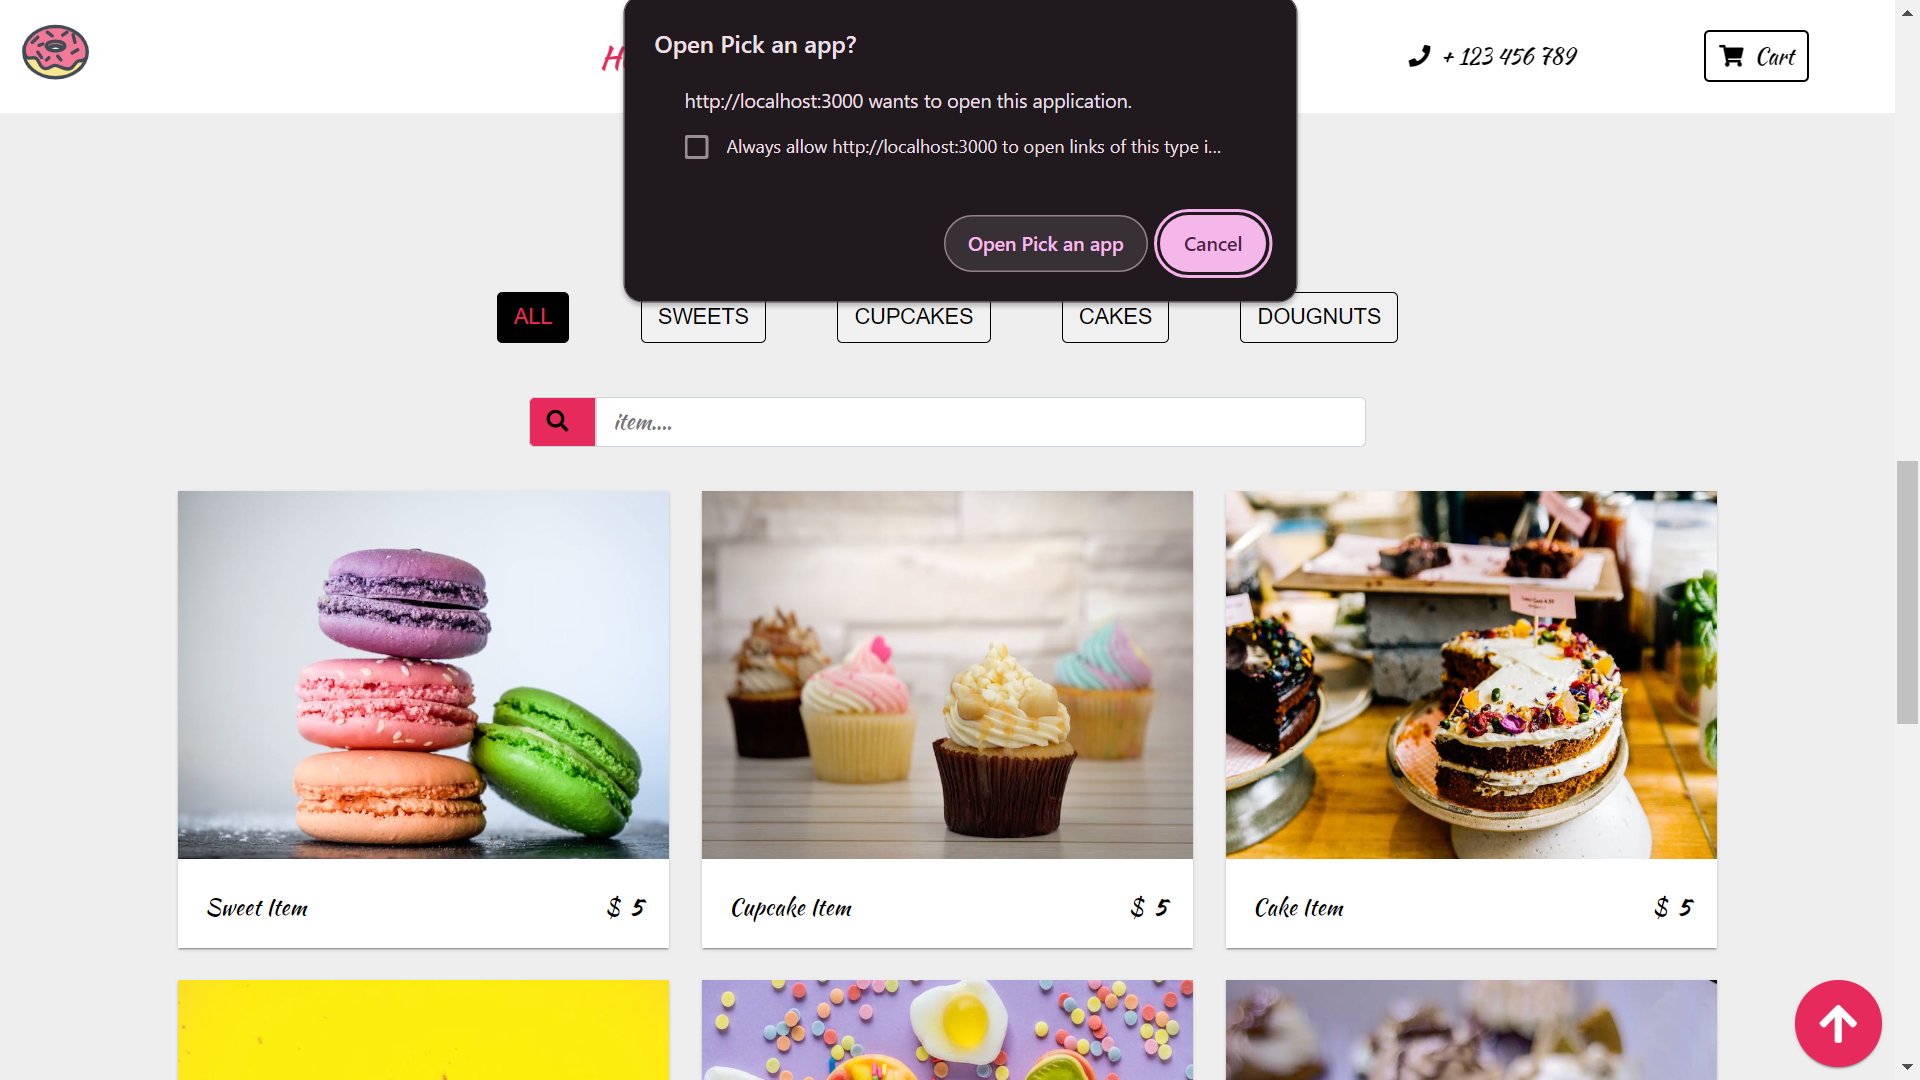 Open Pick an app?
http://localhost:3000 wants to open this application.
Always allow http://localhost:3000 to open links of this type i...
Open Pick an app
Cancel
+ 123 456 789
Cart
ALL
SWEETS
CUPCAKES
CAKES
DOUGNUTS
item....
Sweet Item
$ 5
Cupcake Item
$ 5
Cake Item
$ 5